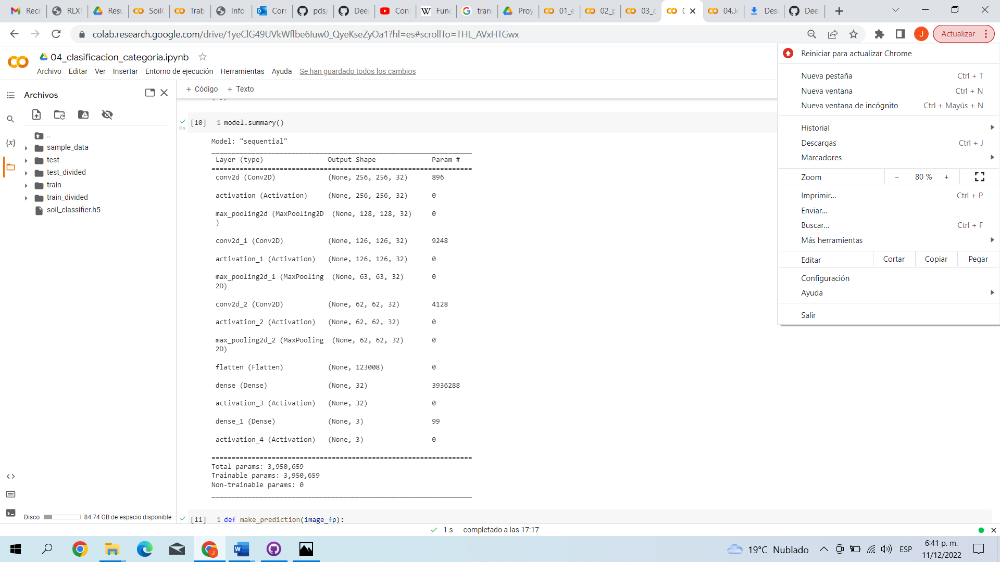 Reci
RLXM
Resu
SoilC
Trab
Info
Corr
pds/
Deep
Cont
Func
trans
Proy
01_e
02_p
03_c
0
04.Jo
Desc
Deep
colab.research.google.com/drive/1yeClG49UVkWflbe6Iuw0_QyeKseZyOa1?hl=es#scrollTo=THL_AVxHTGwx
J
Actualizar
04_clasificacion_categoria.ipynb
Archivo Editar Ver Insertar Entorno de ejecución Herramientas Ayuda Se han guardado todos los cambios
Archivos
..
sample_data
test
test_divided
train
train_divided
soil_classifier.h5
Disco 84.74 GB de espacio disponible
+ Código + Texto
[10] 1 model.summary()
0 s
Model: "sequential"
Layer (type) Output Shape Param #
=================================================================
conv2d (Conv2D) (None, 256, 256, 32) 896
activation (Activation) (None, 256, 256, 32) 0
max_pooling2d (MaxPooling2D (None, 128, 128, 32) 0
)
conv2d_1 (Conv2D) (None, 126, 126, 32) 9248
activation_1 (Activation) (None, 126, 126, 32) 0
max_pooling2d_1 (MaxPooling (None, 63, 63, 32) 0
2D)
conv2d_2 (Conv2D) (None, 62, 62, 32) 4128
activation_2 (Activation) (None, 62, 62, 32) 0
max_pooling2d_2 (MaxPooling (None, 62, 62, 32) 0
2D)
flatten (Flatten) (None, 123008) 0
dense (Dense) (None, 32) 3936288
activation_3 (Activation) (None, 32) 0
dense_1 (Dense) (None, 3) 99
activation_4 (Activation) (None, 3) 0
=================================================================
Total params: 3,950,659
Trainable params: 3,950,659
Non-trainable params: 0
[11] 1 def make_prediction(image_fp):
1 s completado a las 17:17
Reiniciar para actualizar Chrome
Nueva pestaña Ctrl + T
Nueva ventana Ctrl + N
Nueva ventana de incógnito Ctrl + Mayús + N
Historial
Descargas Ctrl + J
Marcadores
Zoom − 80 % +
Imprimir... Ctrl + P
Enviar...
Buscar... Ctrl + F
Más herramientas
Editar Cortar Copiar Pegar
Configuración
Ayuda
Salir
19°C Nublado
ESP
6:41 p. m.
11/12/2022